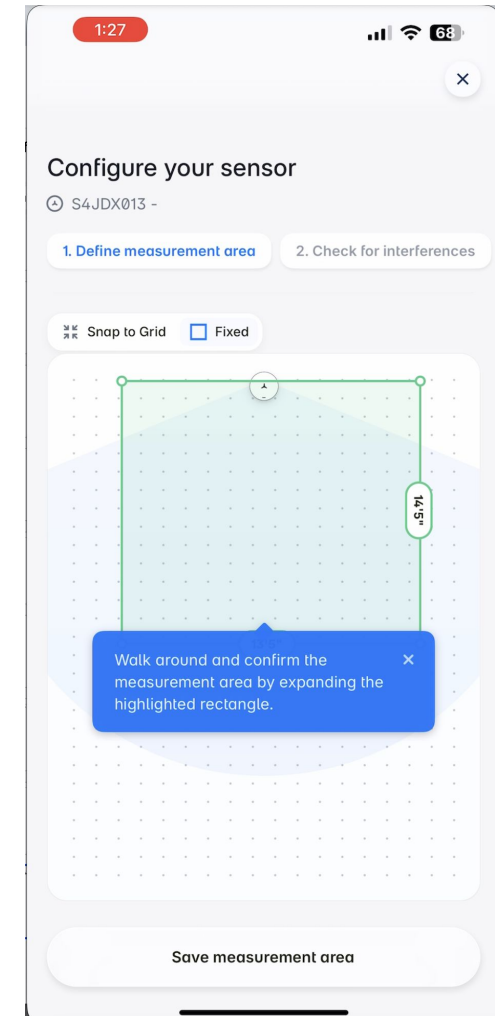 1:27
68
Configure your sensor
S4JDX013 -
1. Define measurement area
2. Check for interferences
Snap to Grid
Fixed
14'5"
Walk around and confirm the
measurement area by expanding the
highlighted rectangle.
Save measurement area